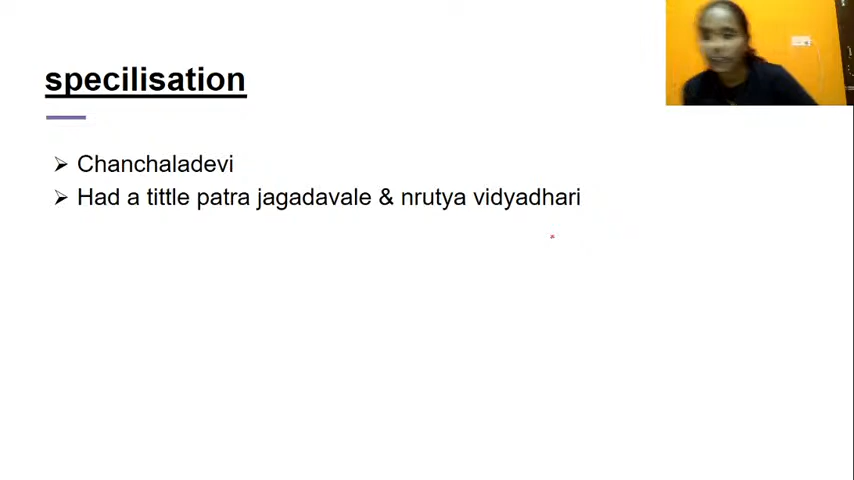 specilisation
Chanchaladevi
Had a tittle patra jagadavale & nrutya vidyadhari